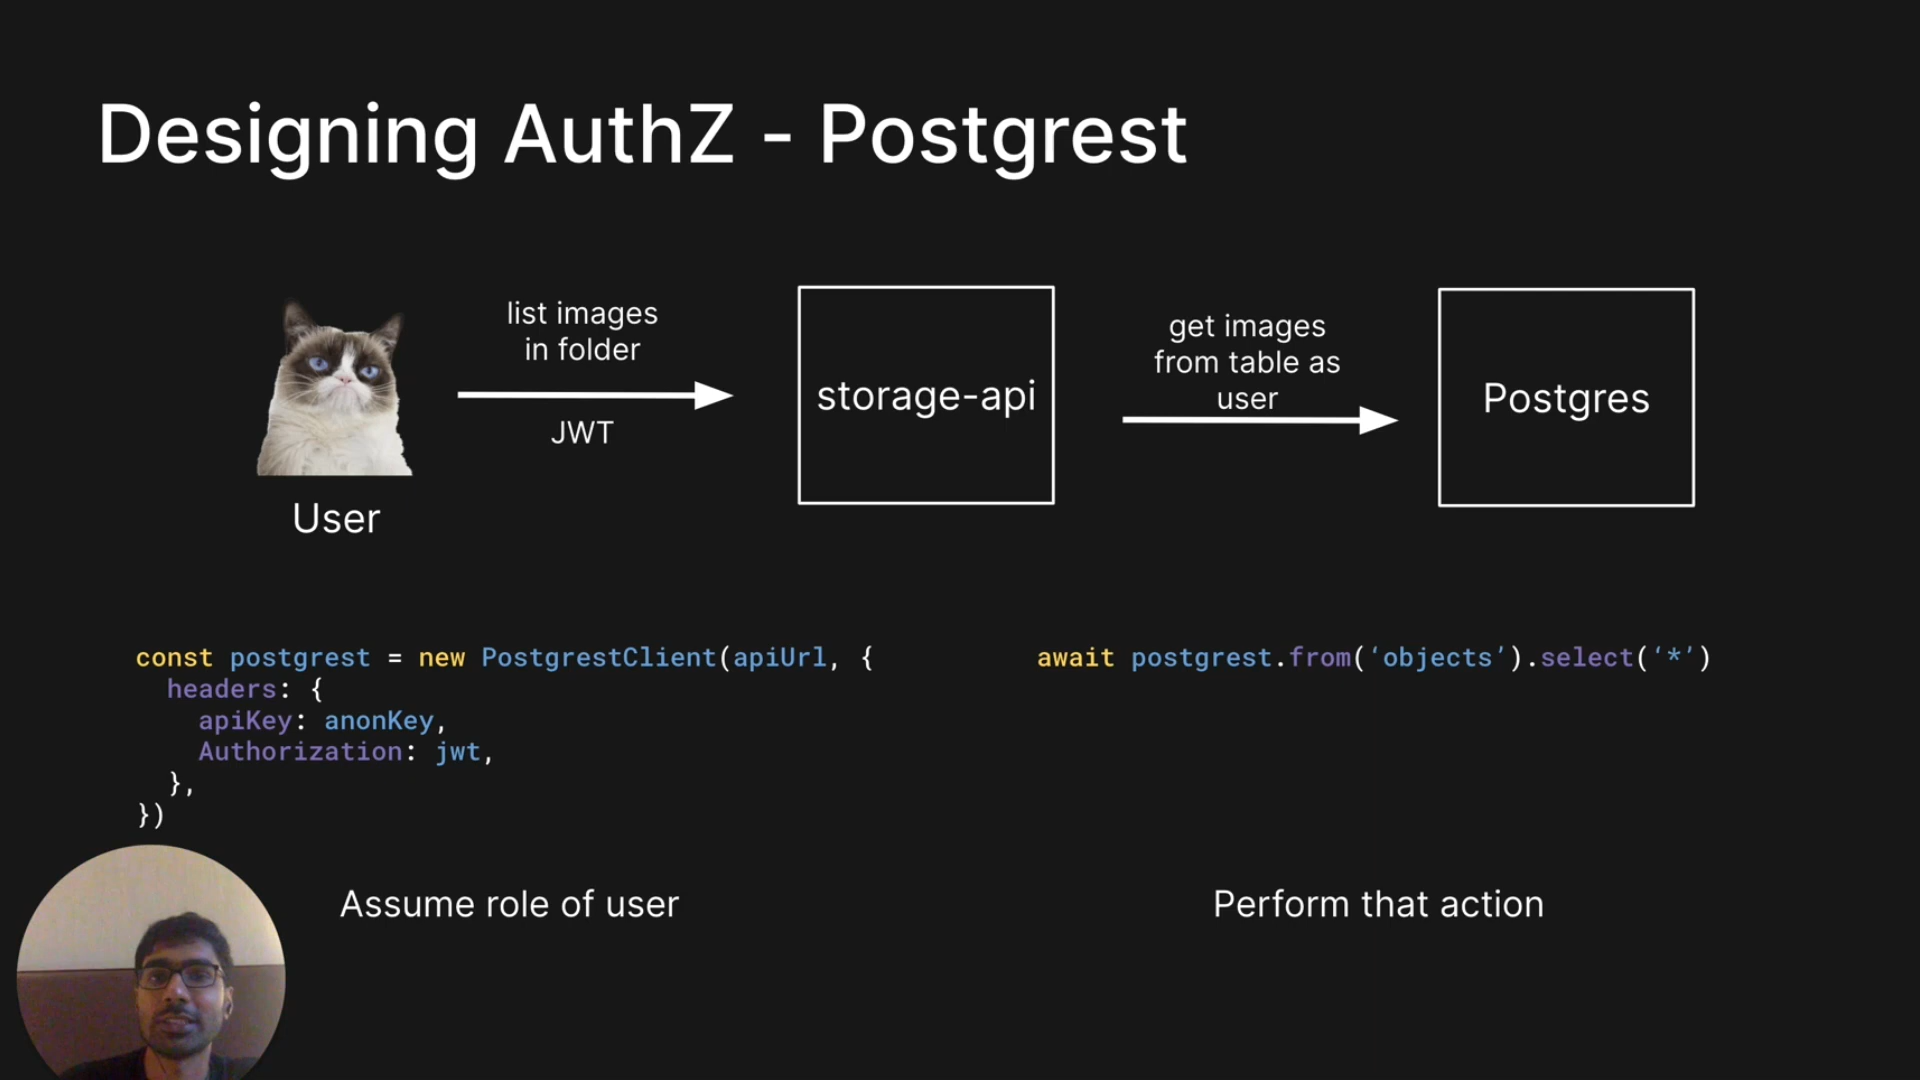 Designing AuthZ - Postgrest
list images
in folder
JWT
User
storage-api
get images
from table as
user
Postgres
const postgrest = new PostgrestClient(apiUrl, {
  headers: {
    apiKey: anonKey,
    Authorization: jwt,
  },
})
await postgrest.from(‘objects’).select(‘*’)
Assume role of user
Perform that action